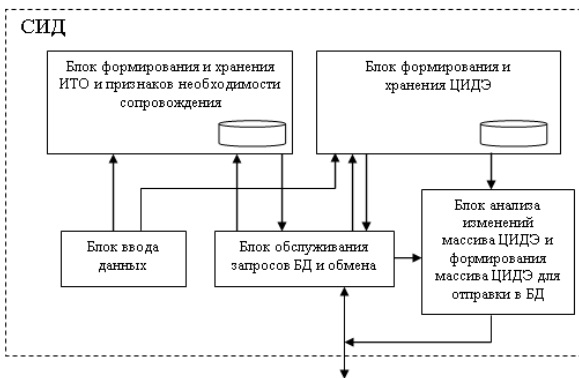 СИД
Блок формирования и хранения
ИТО и признаков необходимости
сопровождения
Блок формирования и
хранения ЦИДЭ
Блок ввода
данных
Блок обслуживания
запросов БД и обмена
Блок анализа
изменений
массива ЦИДЭ и
формирования
массива ЦИДЭ для
отправки в БД